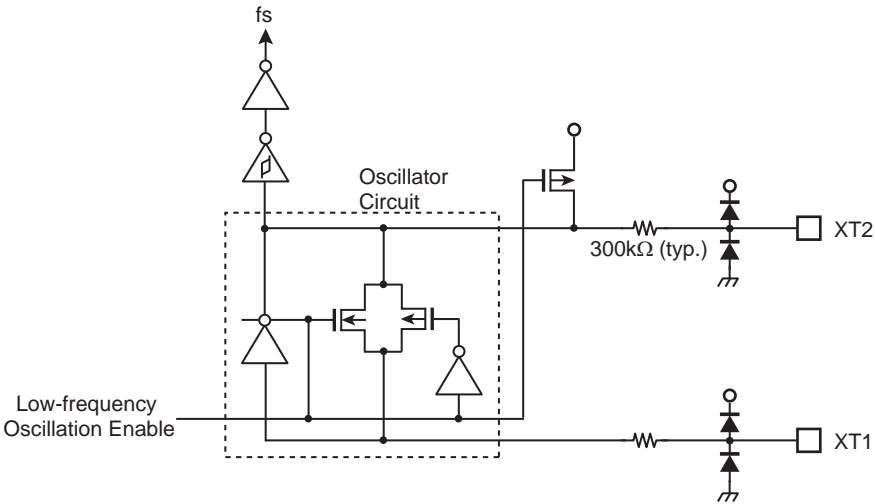 fs
Oscillator
Circuit
300kΩ (typ.)
XT2
Low-frequency
Oscillation Enable
XT1